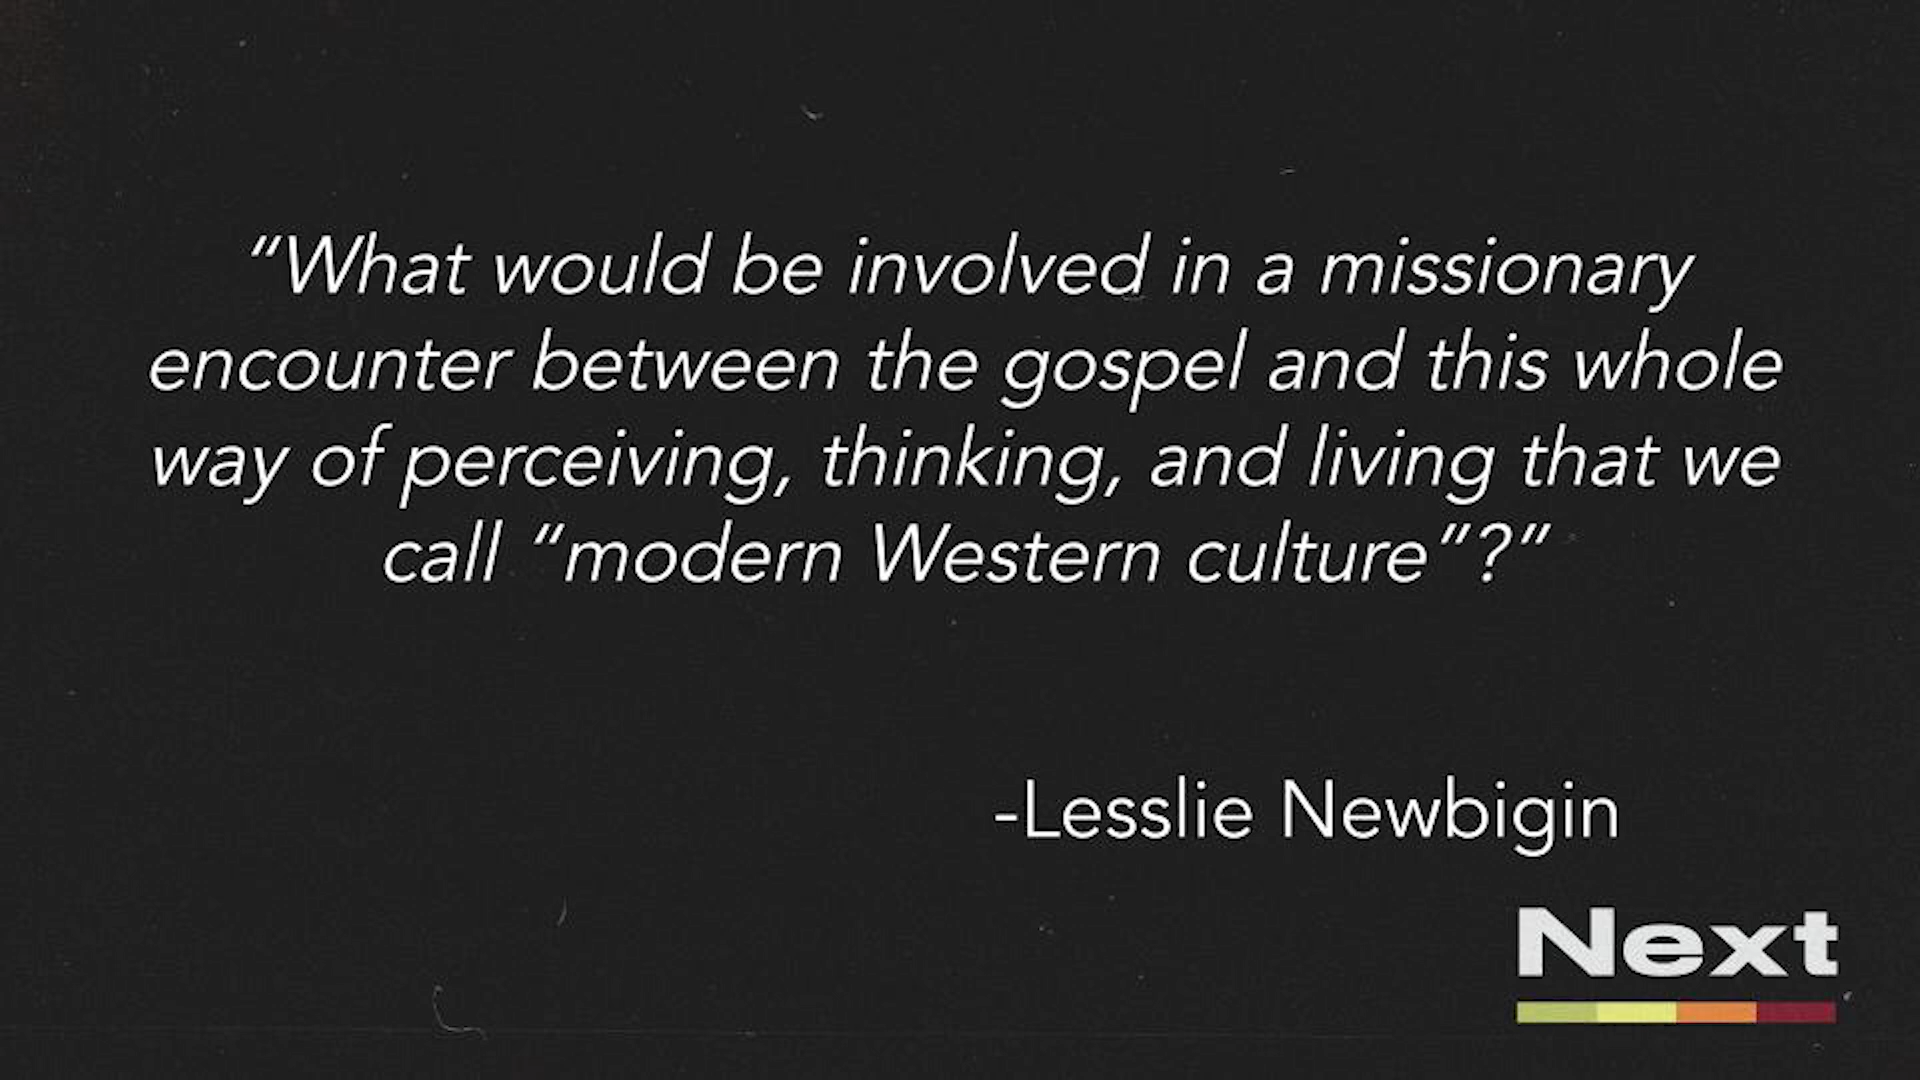 “What would be involved in a missionary
encounter between the gospel and this whole
way of perceiving, thinking, and living that we
call “modern Western culture”?”
-Lesslie Newbigin
Next